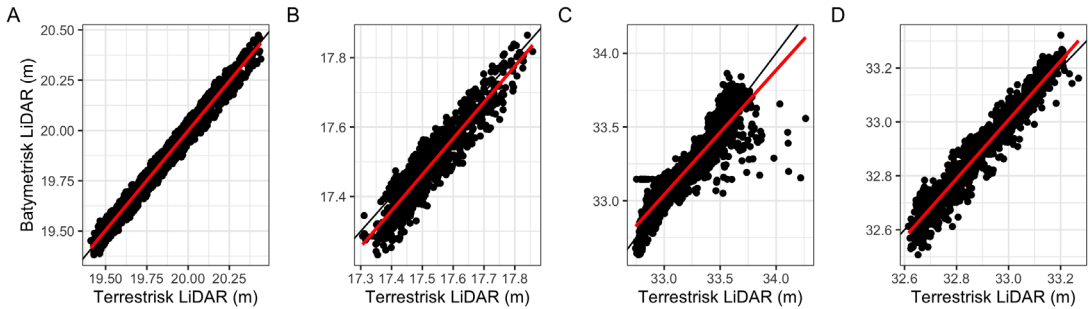 A
B
C
D
Batymetrisk LiDAR (m)
20.50
20.25
20.00
19.75
19.50
19.50 19.75 20.00 20.25
Terrestrisk LiDAR (m)
17.8
17.6
17.4
17.3 17.4 17.5 17.6 17.7 17.8
Terrestrisk LiDAR (m)
34.0
33.5
33.0
33.0 33.5 34.0
Terrestrisk LiDAR (m)
33.2
33.0
32.8
32.6
32.6 32.8 33.0 33.2
Terrestrisk LiDAR (m)